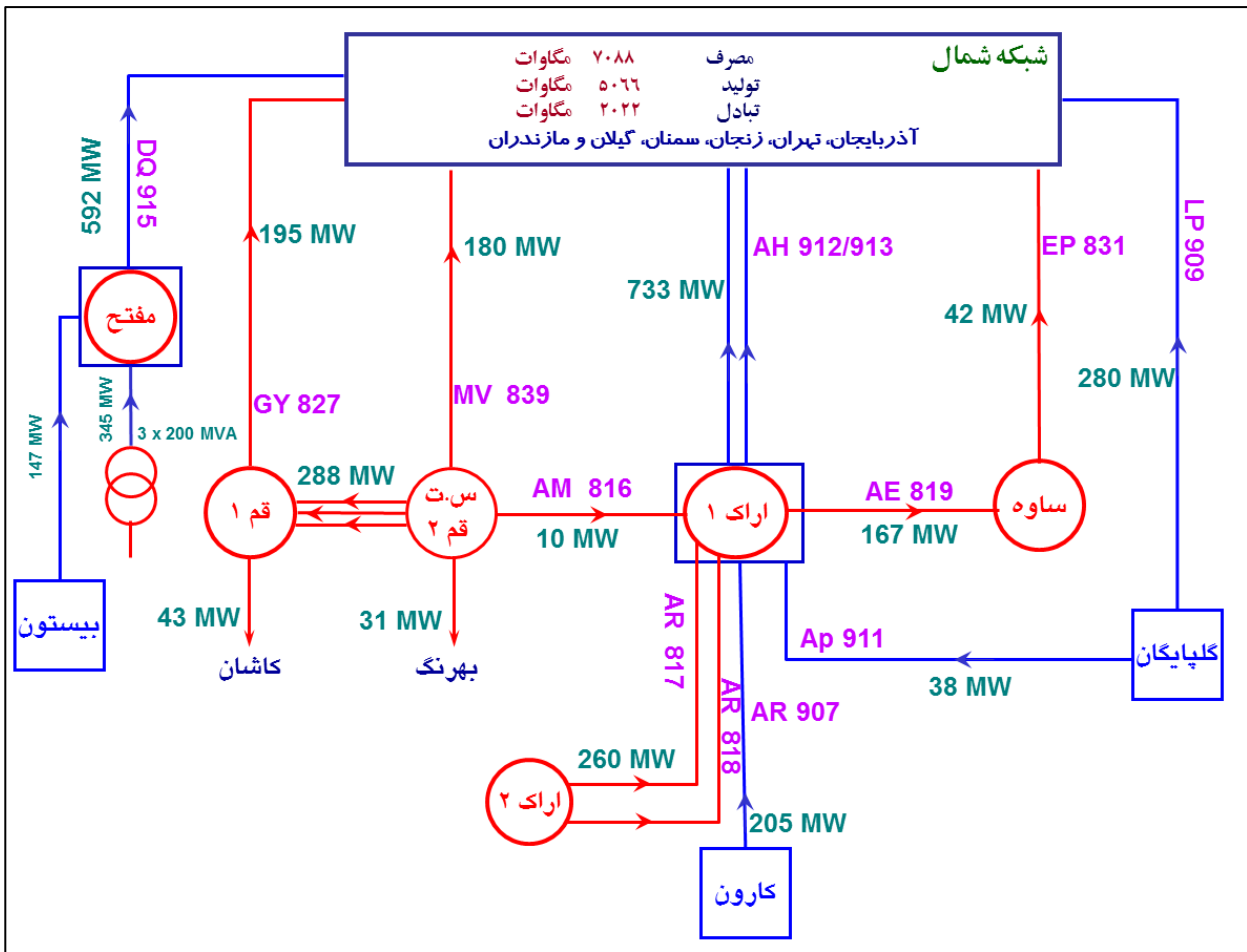 شبکه شمال
مصرف ۷۰۸۸ مگاوات
تولید ۵۰۶۶ مگاوات
تبادل ۲۰۲۲ مگاوات
آذربایجان، تهران، زنجان، سمنان، گیلان و مازندران
592 MW
DQ 915
195 MW
180 MW
AH 912/913
733 MW
EP 831
42 MW
LP 909
280 MW
مفتح
147 MW
345 MW
3 x 200 MVA
GY 827
MV 839
288 MW
قم ۱
س.ت
قم ۲
AM 816
10 MW
اراک ۱
AE 819
167 MW
ساوه
بیستون
43 MW
کاشان
31 MW
بهرنگ
AR 817
AR 818
AR 907
Ap 911
38 MW
گلپایگان
260 MW
اراک ۲
205 MW
کارون